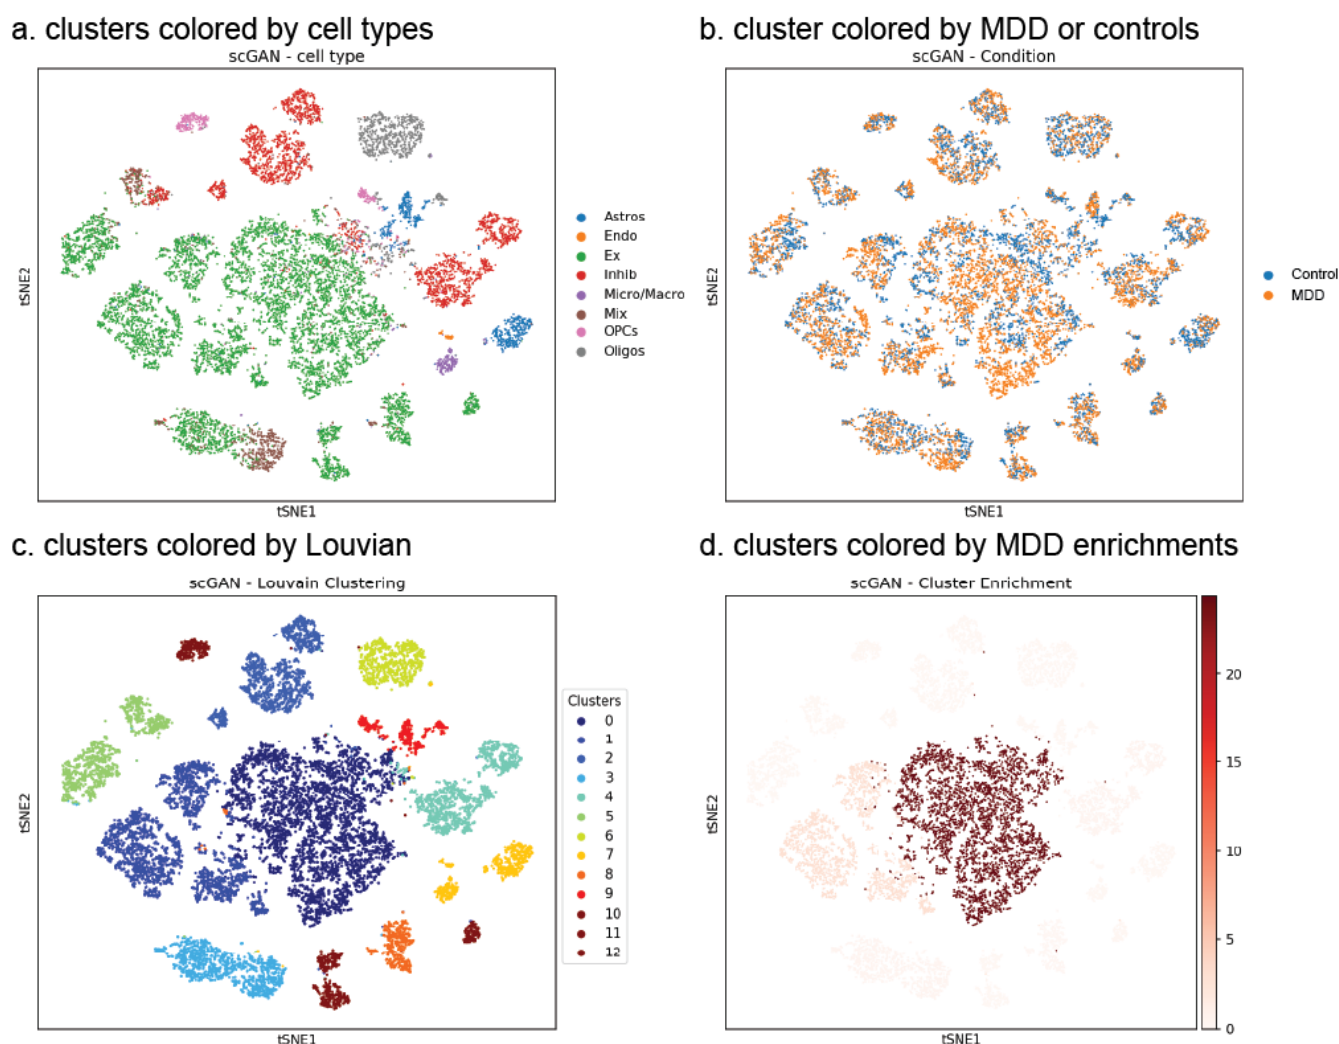 a. clusters colored by cell types
scGAN - cell type
tSNE2
tSNE1
Astros
Endo
Ex
Inhib
Micro/Macro
Mix
OPCs
Oligos
b. cluster colored by MDD or controls
scGAN - Condition
tSNE2
tSNE1
Control
MDD
c. clusters colored by Louvian
scGAN - Louvain Clustering
tSNE2
tSNE1
Clusters
0
1
2
3
4
5
6
7
8
9
10
11
12
d. clusters colored by MDD enrichments
scGAN - Cluster Enrichment
tSNE2
tSNE1
20
15
10
5
0